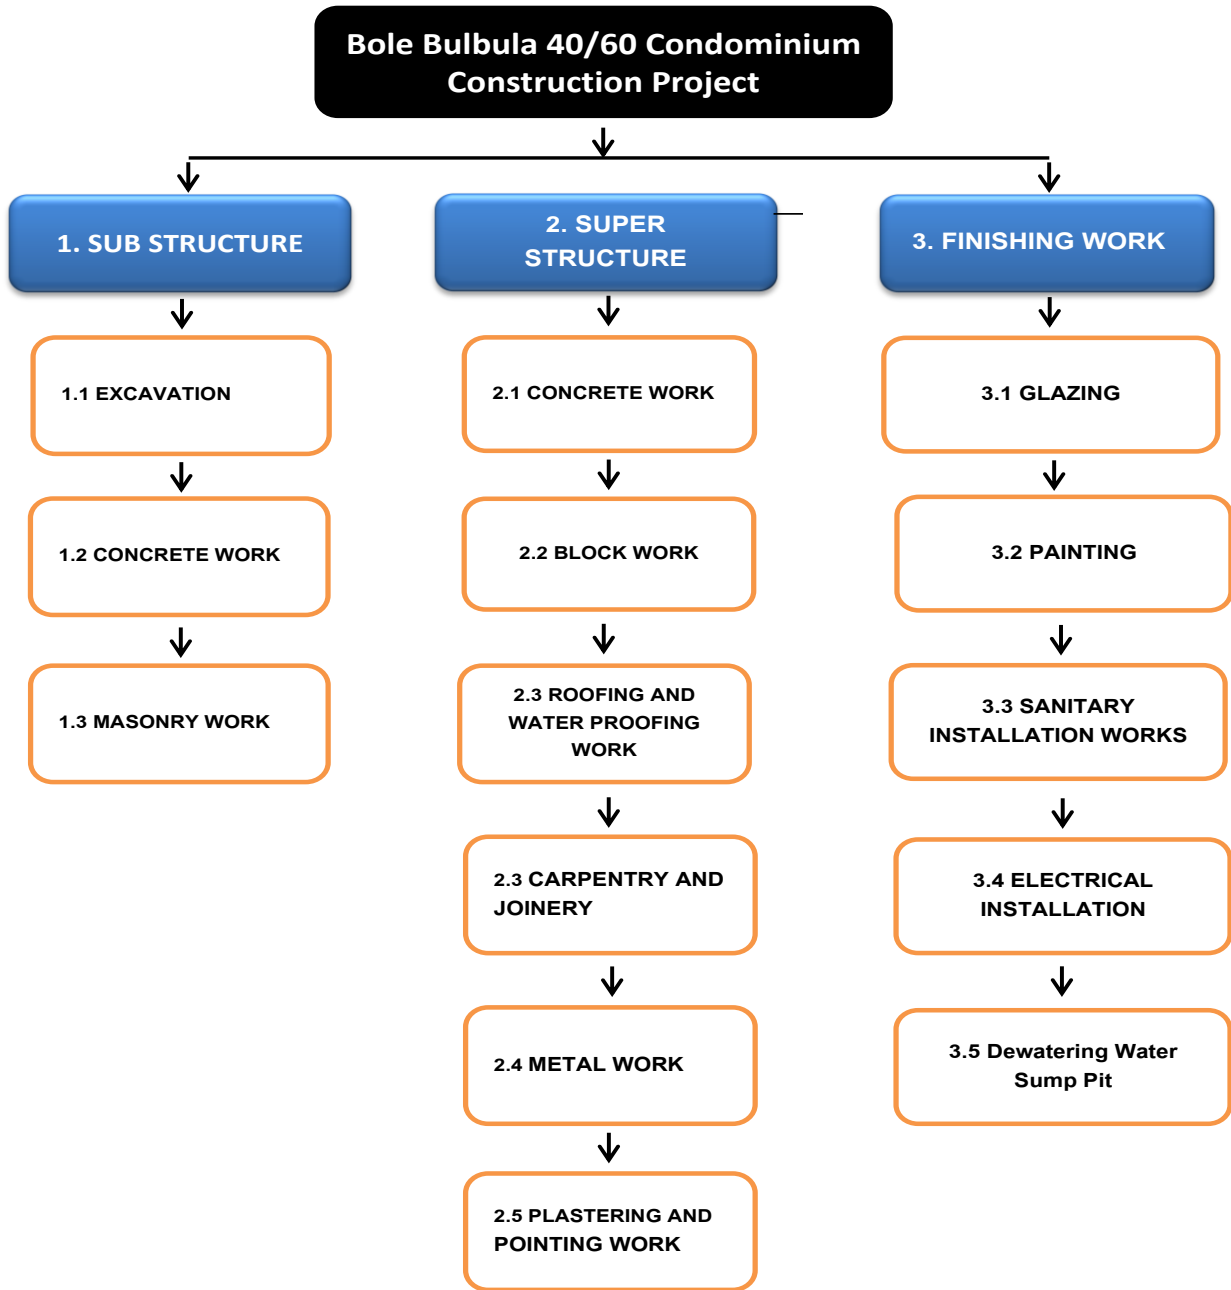 Bole Bulbula 40/60 Condominium
Construction Project
1. SUB STRUCTURE
1.1 EXCAVATION
1.2 CONCRETE WORK
1.3 MASONRY WORK
2. SUPER
STRUCTURE
2.1 CONCRETE WORK
2.2 BLOCK WORK
2.3 ROOFING AND
WATER PROOFING
WORK
2.3 CARPENTRY AND
JOINERY
2.4 METAL WORK
2.5 PLASTERING AND
POINTING WORK
3. FINISHING WORK
3.1 GLAZING
3.2 PAINTING
3.3 SANITARY
INSTALLATION WORKS
3.4 ELECTRICAL
INSTALLATION
3.5 Dewatering Water
Sump Pit